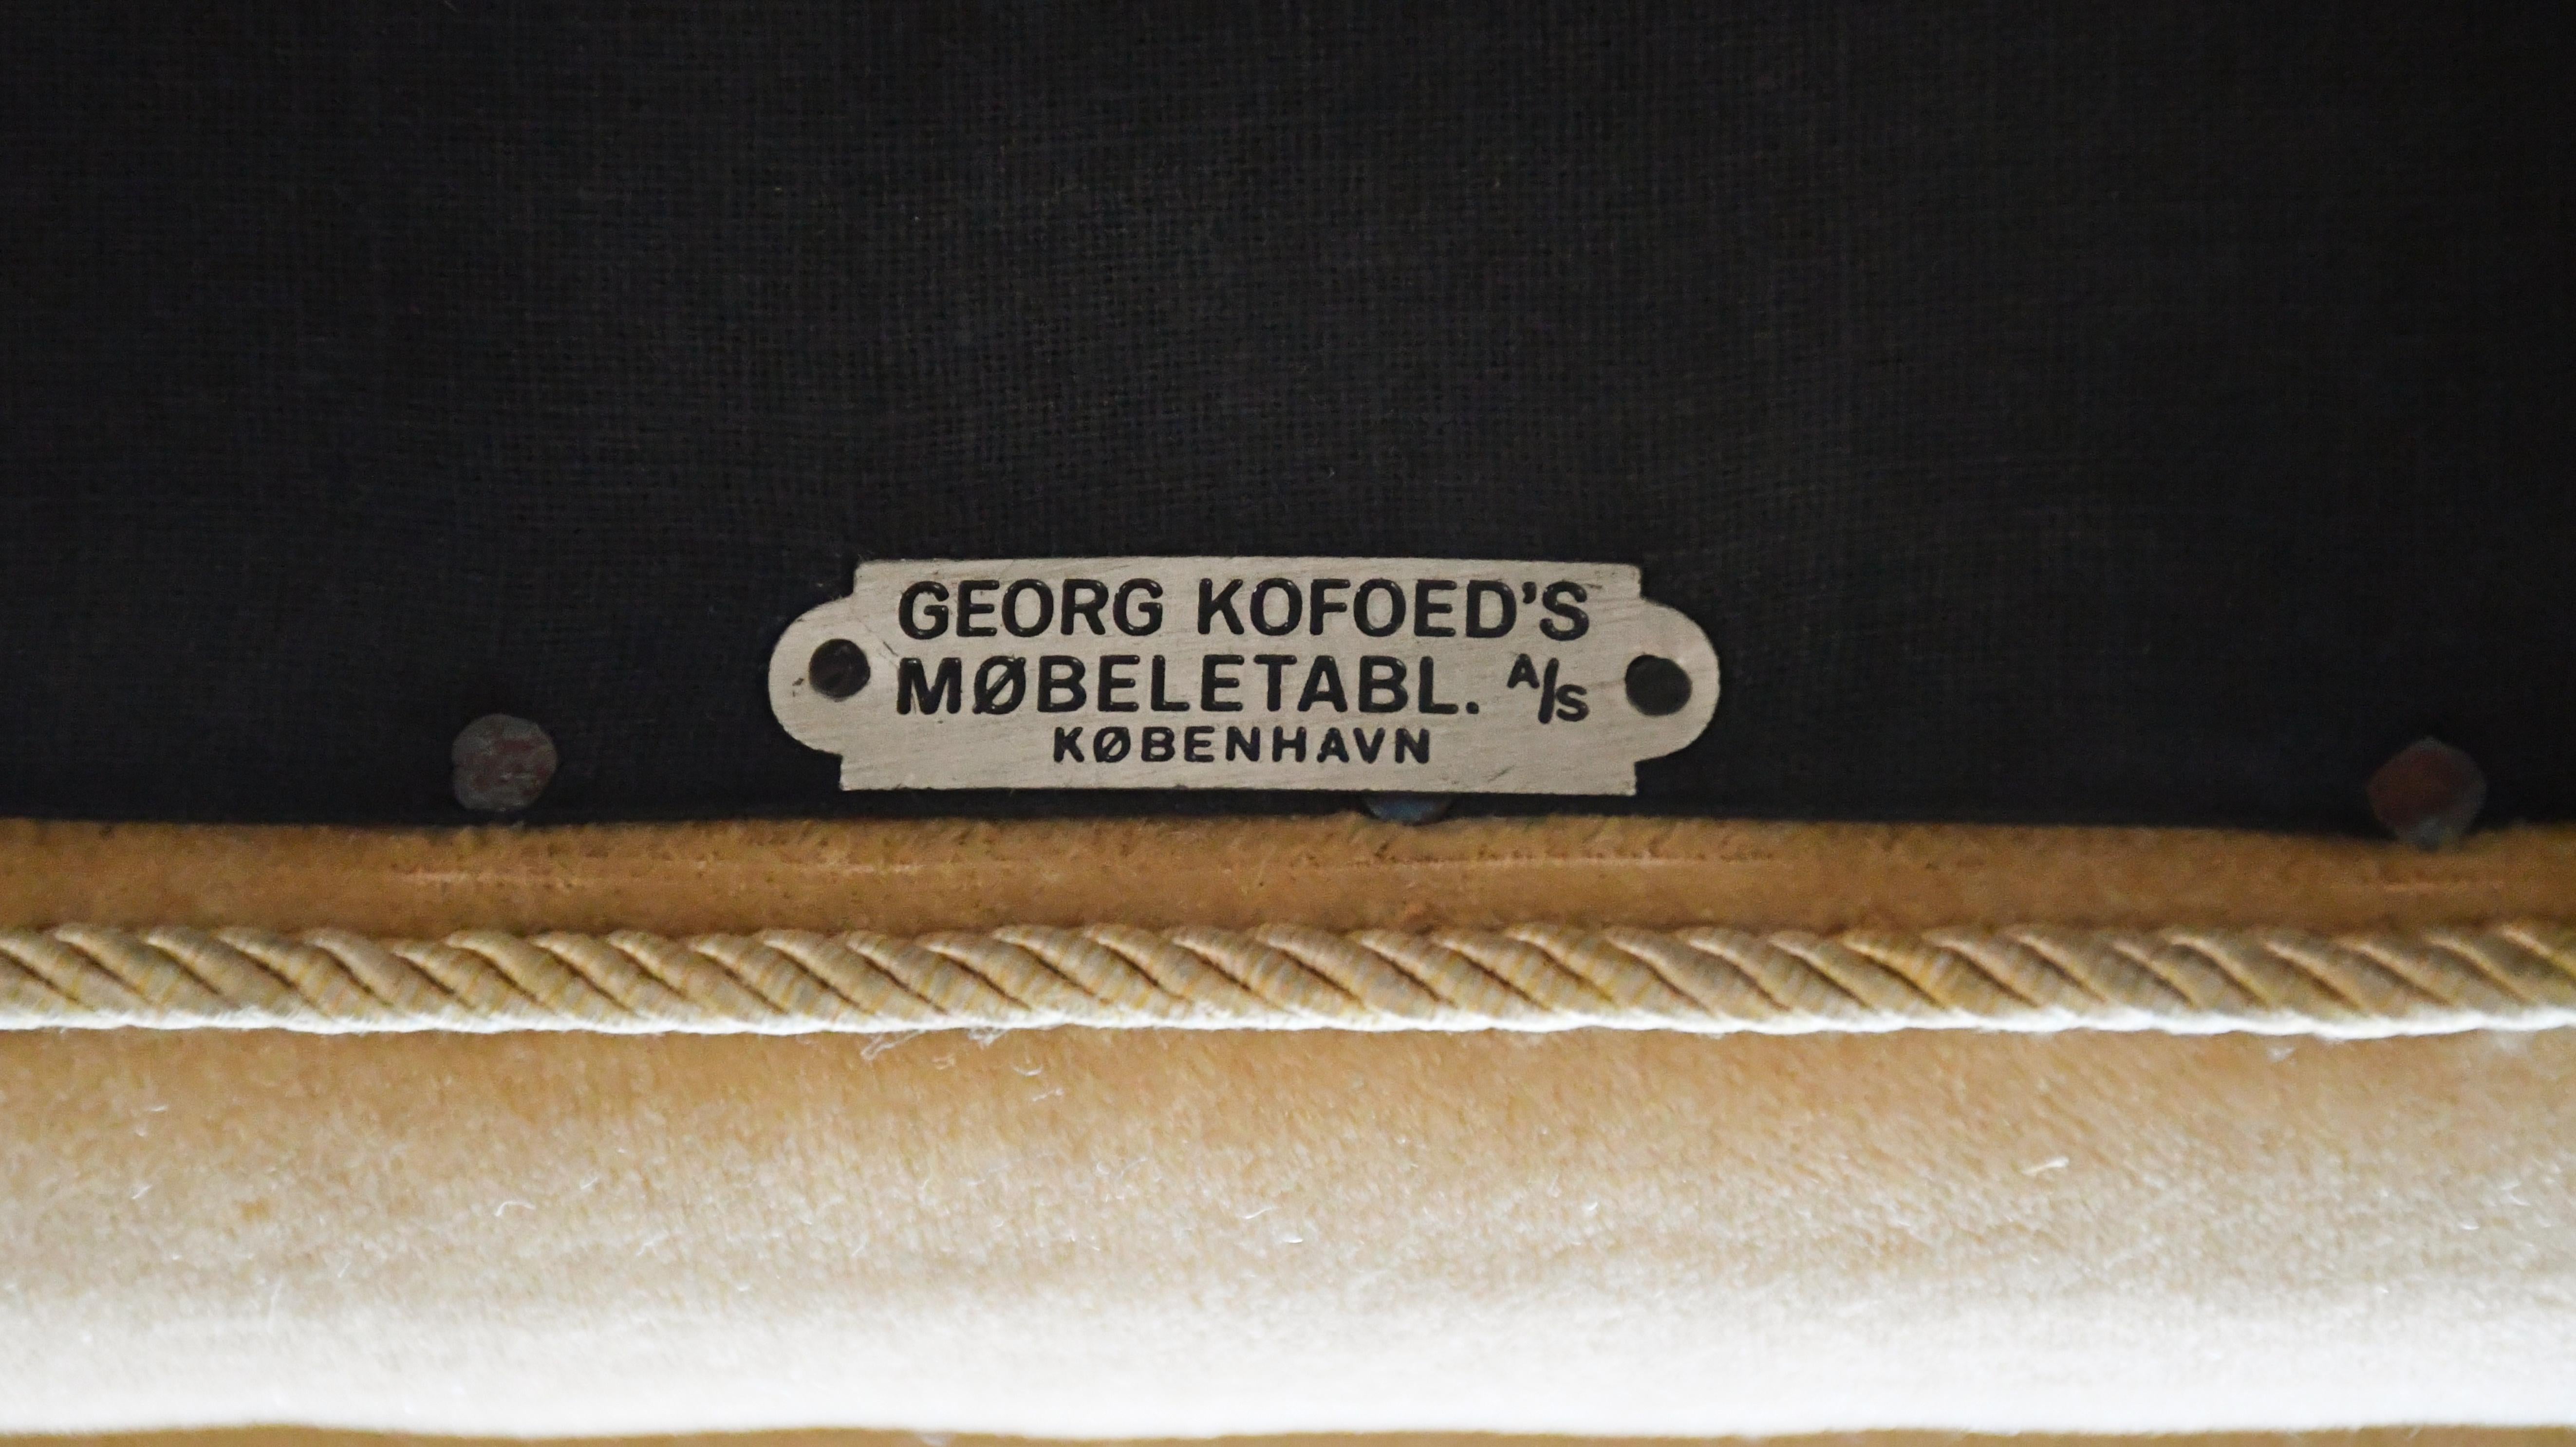 GEORG KOFOED'S
MØBELETABL. A/S
KØBENHAVN